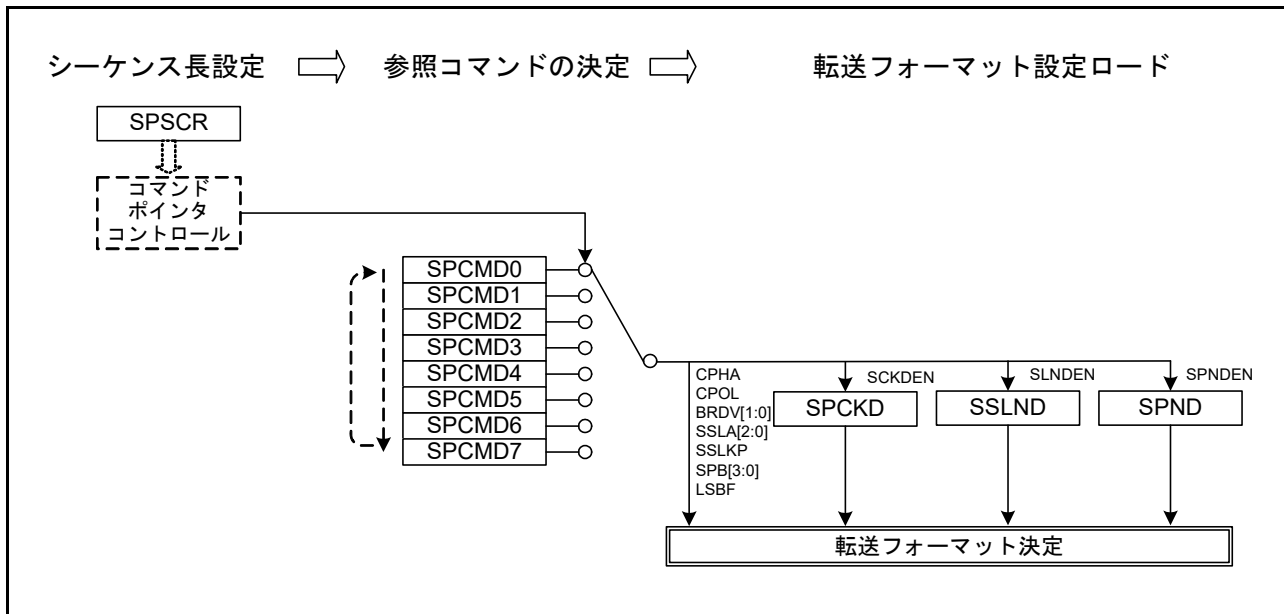 シーケンス長設定
参照コマンドの決定
転送フォーマット設定ロード
SPSCR
コマンド
ポインタ
コントロール
SPCMD0
SPCMD1
SPCMD2
SPCMD3
SPCMD4
SPCMD5
SPCMD6
SPCMD7
CPHA
CPOL
BRDV[1:0]
SSLA[2:0]
SSLKP
SPB[3:0]
LSBF
SCKDEN
SPCKD
SLNDEN
SSLND
SPNDEN
SPND
転送フォーマット決定